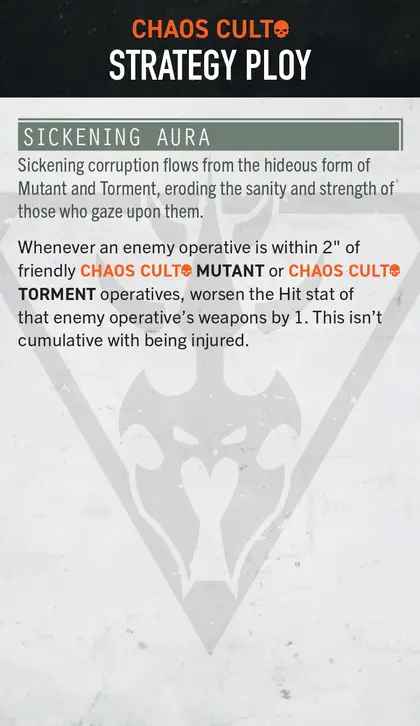 CHAOS CULT
STRATEGY PLOY
SICKENING AURA
Sickening corruption flows from the hideous form of
Mutant and Torment, eroding the sanity and strength of
those who gaze upon them.
Whenever an enemy operative is within 2" of
friendly CHAOS CULT MUTANT or CHAOS CULT
TORMENT operatives, worsen the Hit stat of
that enemy operative’s weapons by 1. This isn’t
cumulative with being injured.